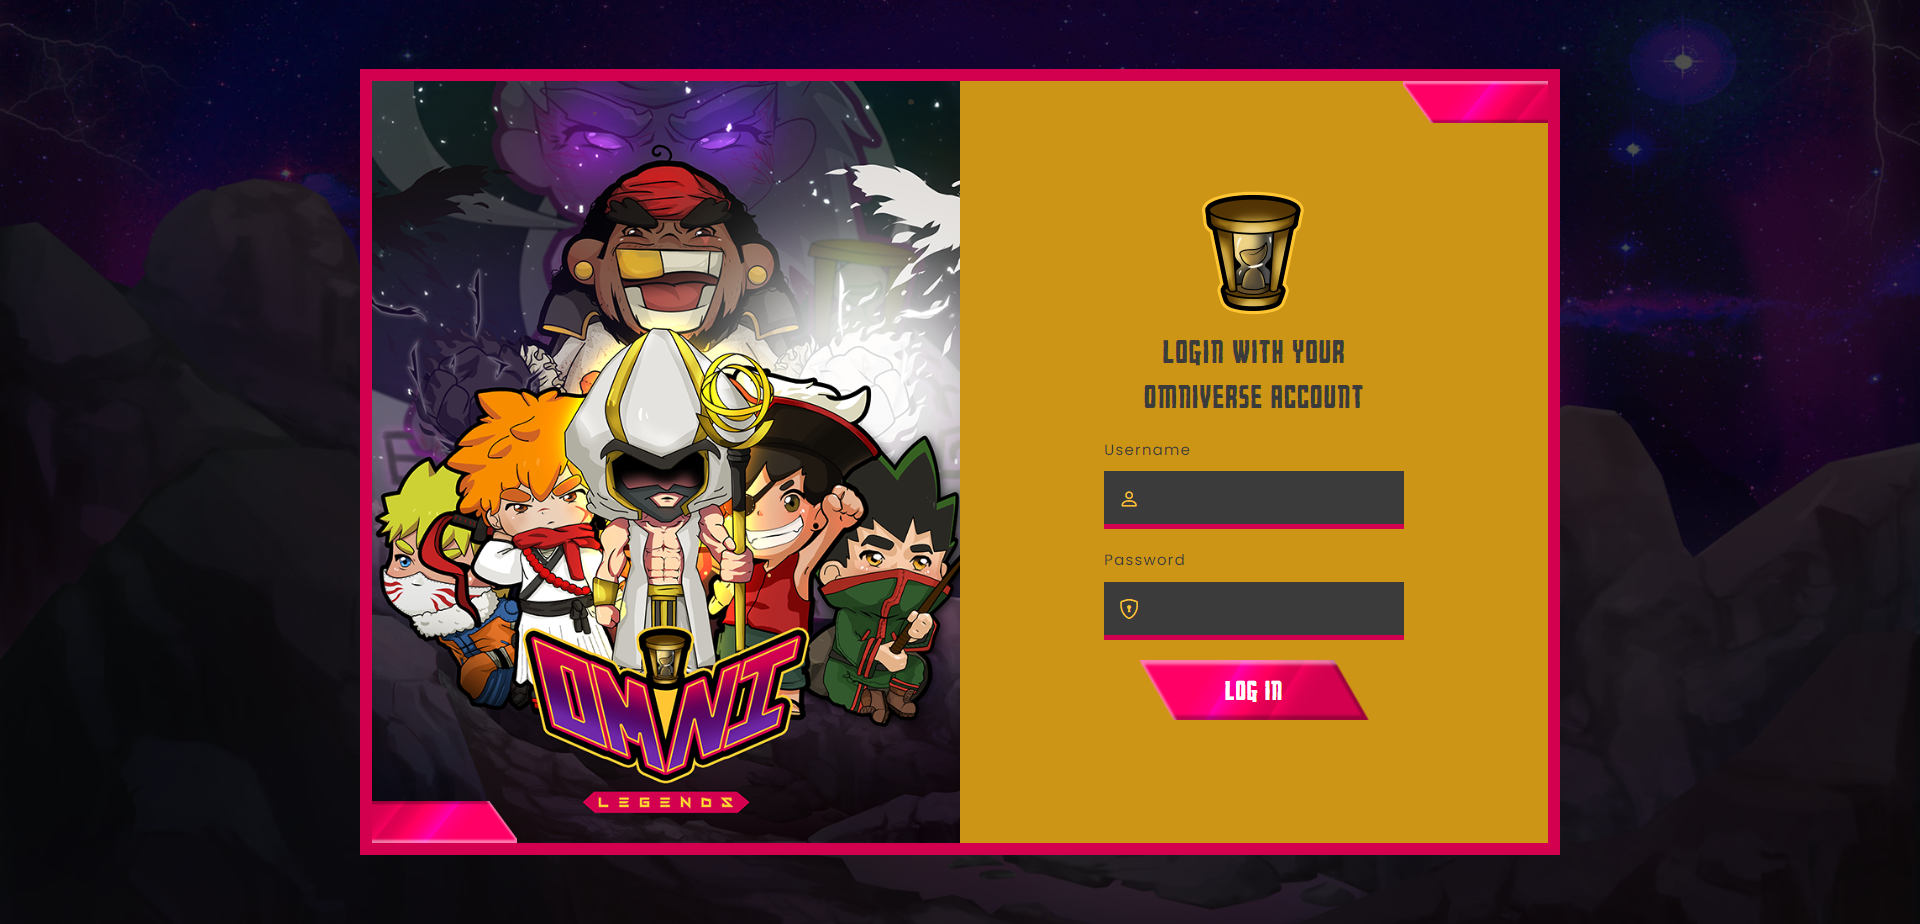 OMNI
LEGENDS
LOGIN WITH YOUR
OMNIVERSE ACCOUNT
Username
Password
LOG IN